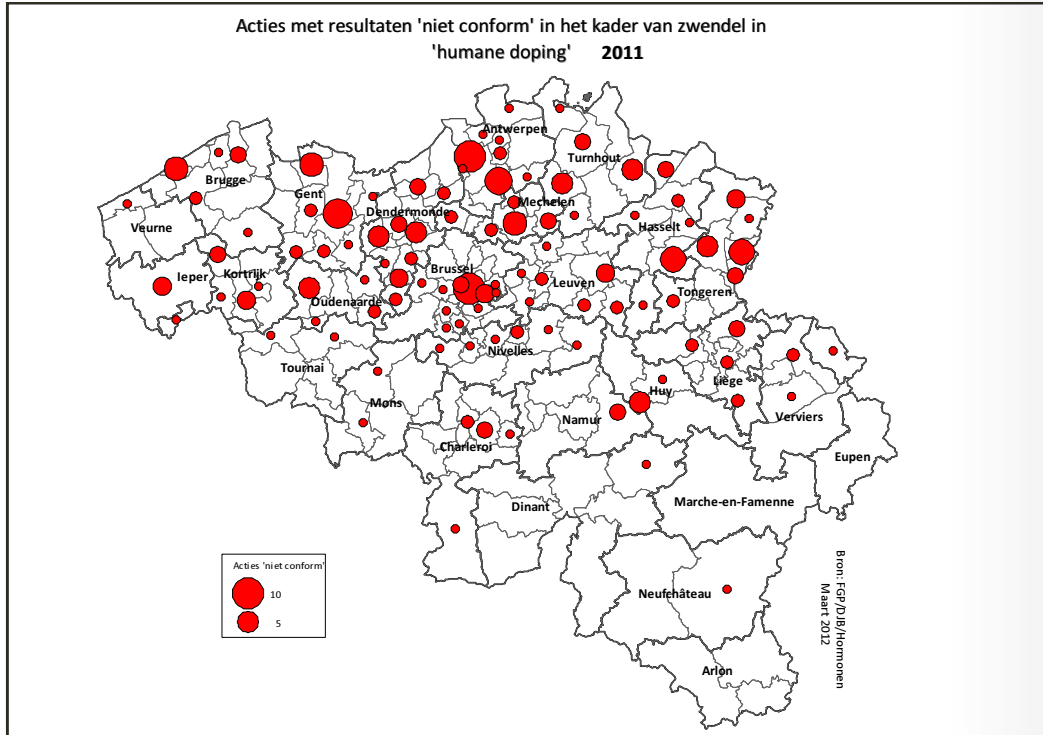 Acties met resultaten 'niet conform' in het kader van zwendel in
'humane doping' 2011
Antwerpen
Turnhout
Brugge
Gent
Dendermonde
Mechelen
Veurne
Hasselt
Ieper
Kortrijk
Brussel
Leuven
Oudenaarde
Tongeren
Nivelles
Tournai
Liège
Huy
Mons
Namur
Verviers
Charleroi
Eupen
Dinant
Marche-en-Famenne
Neufchâteau
Arlon
Acties 'niet conform'
10
5
Bron: FGP/DJB/Hormonen
Maart 2012